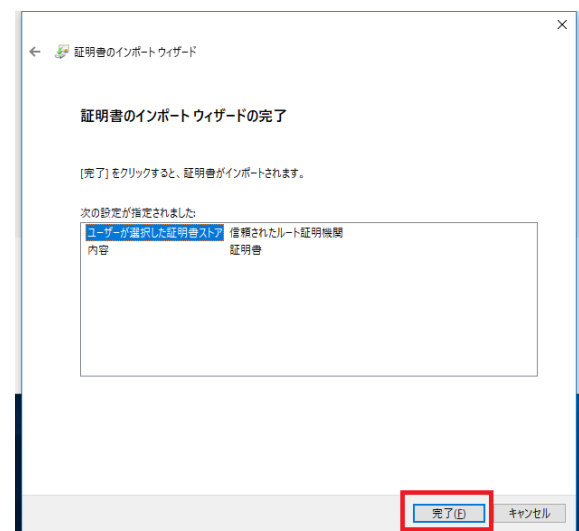 証明書のインポート ウィザード
証明書のインポート ウィザードの完了
[完了] をクリックすると、証明書がインポートされます。
次の設定が指定されました:
ユーザーが選択した証明書ストア 信頼されたルート証明機関
内容 証明書
完了(F) キャンセル